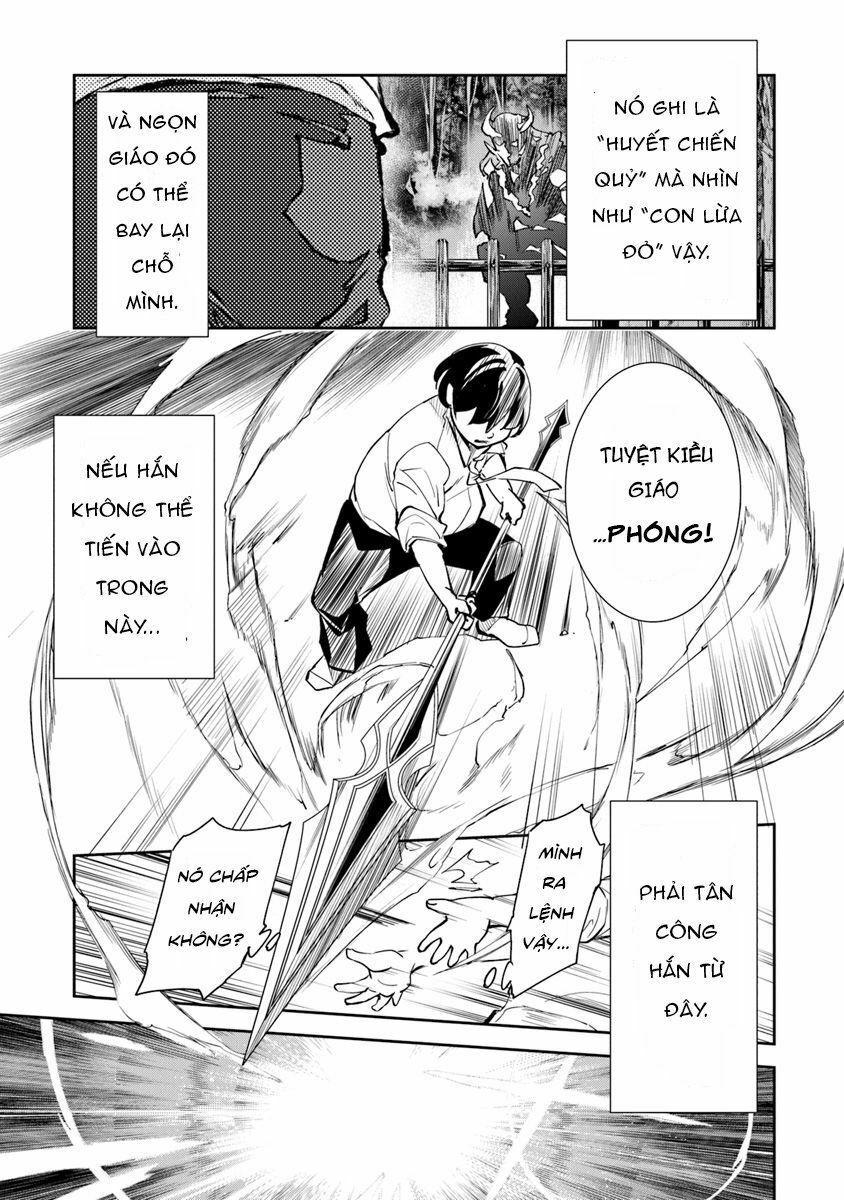 NÓ GHI LÀ
"HUYẾT CHIẾN
QUỶ" MÀ NHÌN
NHƯ "CON LỪA
ĐỎ" VẬY.
VÀ NGỌN
GIÁO ĐÓ
CÓ THỂ
BAY LẠI
CHỖ
MÌNH.
TUYỆT KIỀU
GIÁO
...PHÓNG!
NẾU HẮN
KHÔNG THỂ
TIẾN VÀO
TRONG
NÀY...
PHẢI TÂN
CÔNG
HẮN TỪ
ĐÂY.
MÌNH
RA
LỆNH
VẬY...
NÓ CHẤP
NHẬN
KHÔNG?